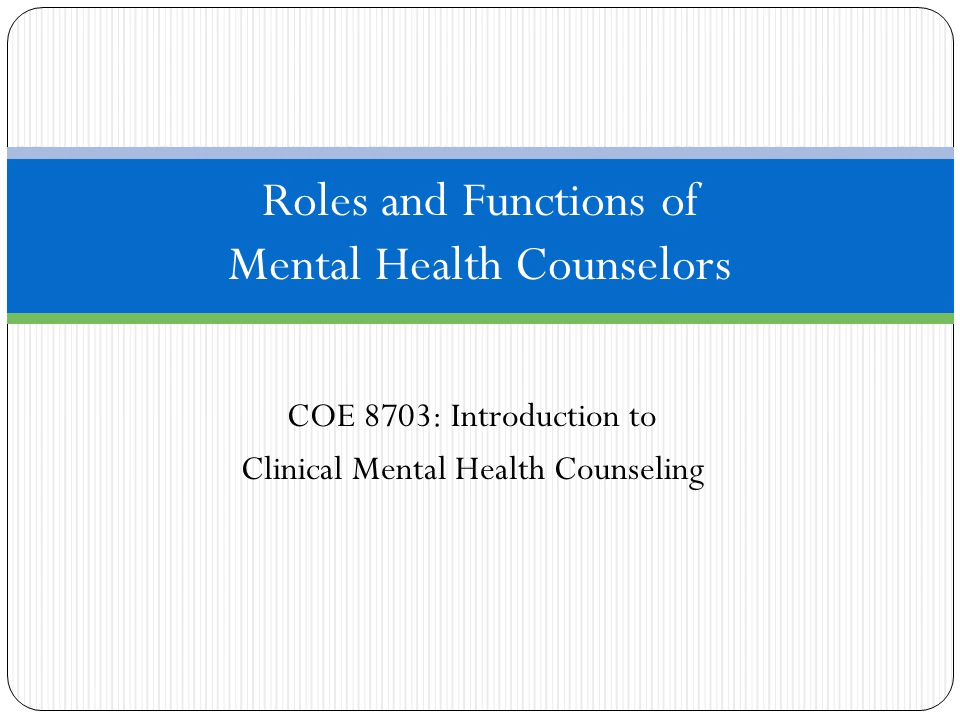 Roles and Functions of
Mental Health Counselors
COE 8703: Introduction to
Clinical Mental Health Counseling